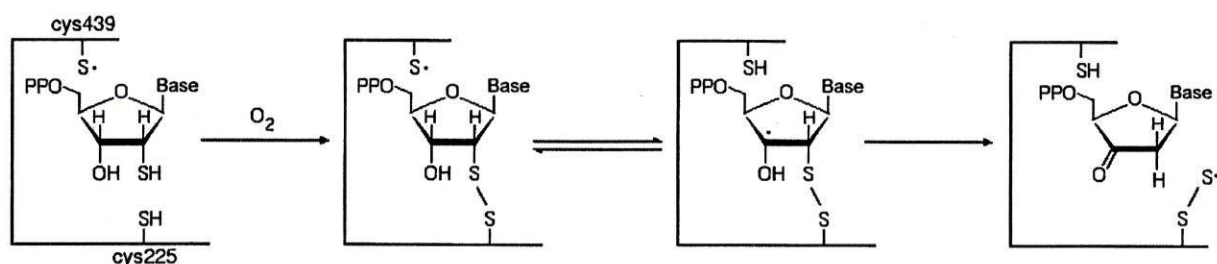 cys439
S·
PPO O Base
H H
OH SH
SH
cys225
O₂
S·
PPO O Base
H H
OH S
S
SH
PPO O Base
H
·
OH S
S
SH
PPO O Base
H
O H
S·
S